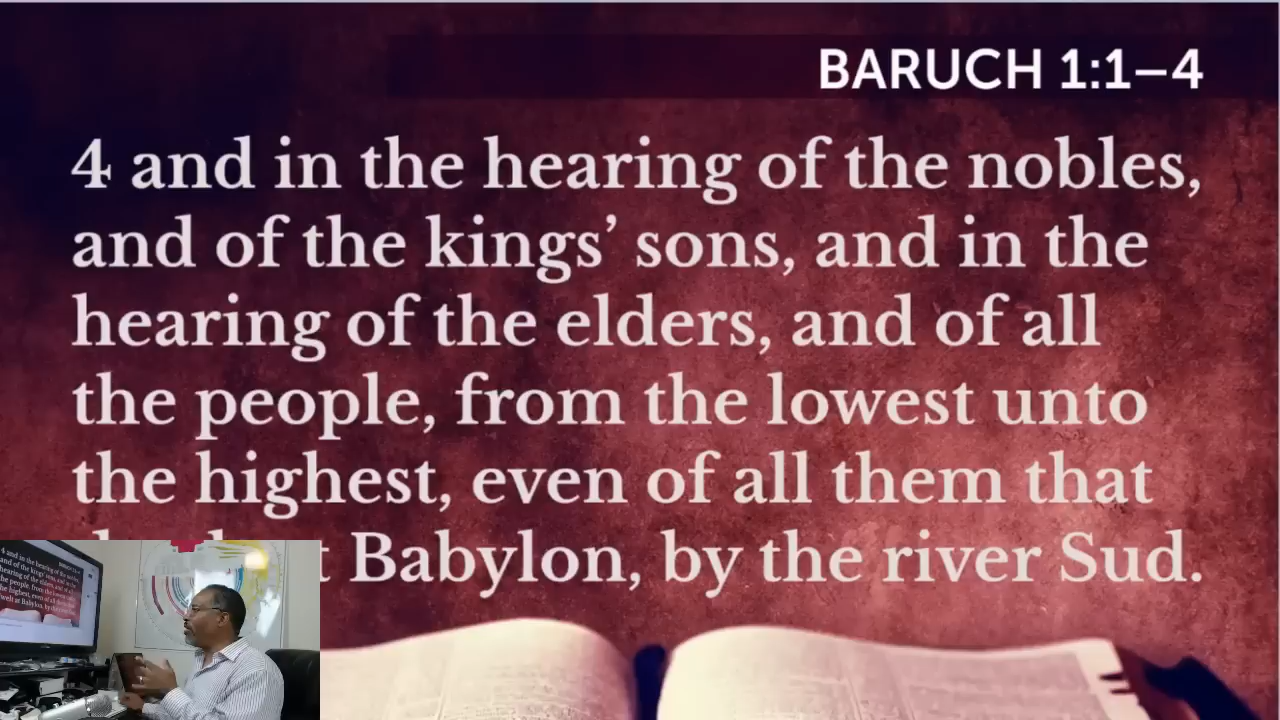 BARUCH 1:1–4
4 and in the hearing of the nobles,
and of the kings’ sons, and in the
hearing of the elders, and of all
the people, from the lowest unto
the highest, even of all them that
Babylon, by the river Sud.